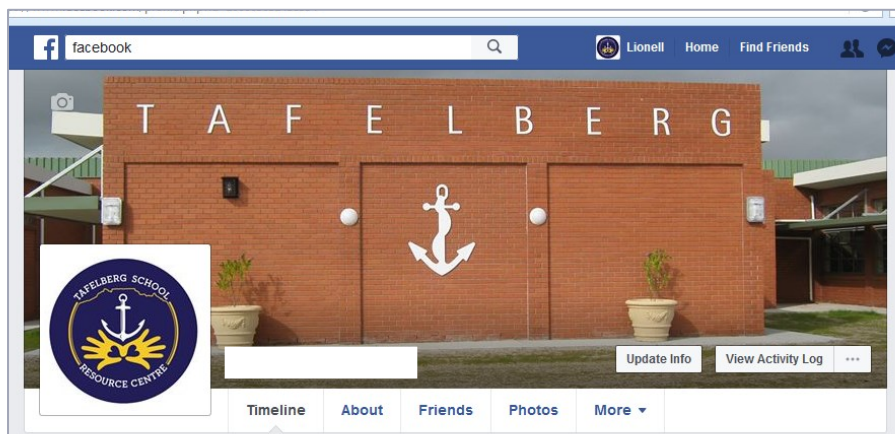 f facebook Lionell Home Find Friends
TAFELBERG
TAFELBERG SCHOOL
RESOURCE CENTRE
Update Info View Activity Log ...
Timeline About Friends Photos More